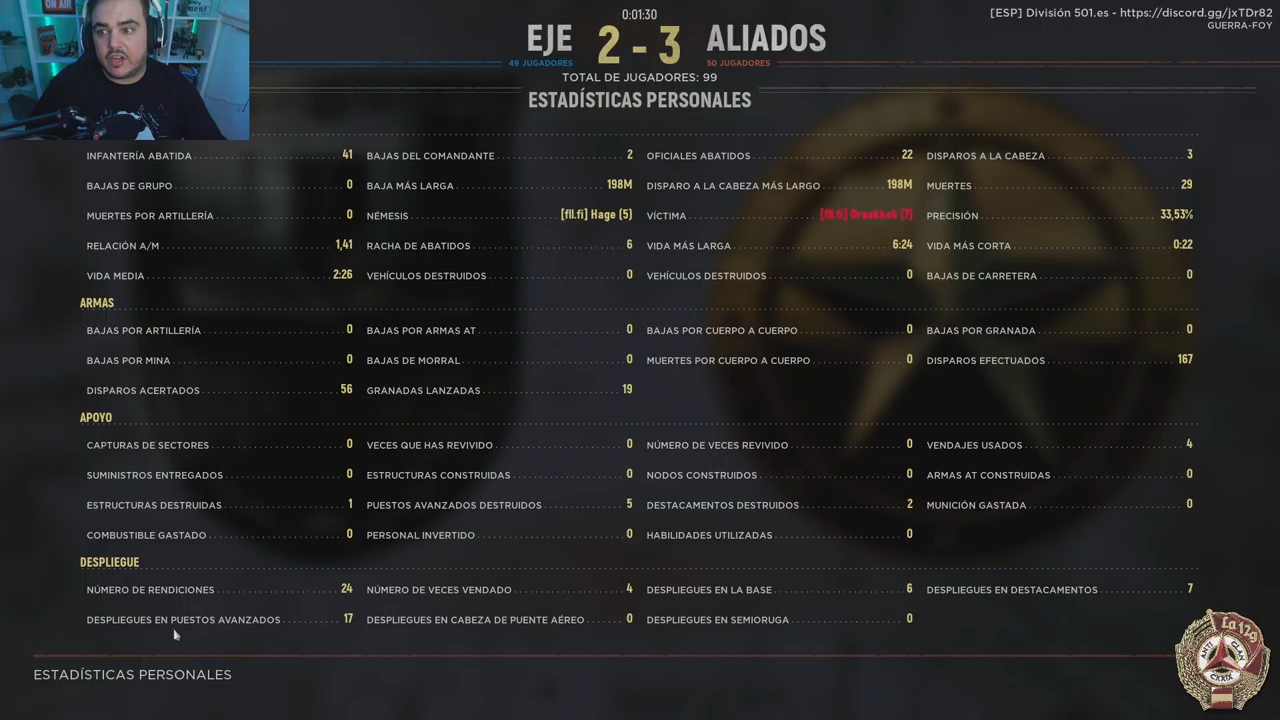 ON AIR
0:01:30
[ESP] División 501.es - https://discord.gg/jxTDr82
GUERRA-FOY
EJE 2 - 3 ALIADOS
49 JUGADORES 50 JUGADORES
TOTAL DE JUGADORES: 99
ESTADÍSTICAS PERSONALES
INFANTERÍA ABATIDA 41 BAJAS DEL COMANDANTE 2 OFICIALES ABATIDOS 22 DISPAROS A LA CABEZA 3
BAJAS DE GRUPO 0 BAJA MÁS LARGA 198M DISPARO A LA CABEZA MÁS LARGO 198M MUERTES 29
MUERTES POR ARTILLERÍA 0 NÉMESIS [fll.fi] Hage (5) VÍCTIMA [fll.fi] (7) PRECISIÓN 33,53%
RELACIÓN A/M 1,41 RACHA DE ABATIDOS 6 VIDA MÁS LARGA 6:24 VIDA MÁS CORTA 0:22
VIDA MEDIA 2:26 VEHÍCULOS DESTRUIDOS 0 VEHÍCULOS DESTRUIDOS 0 BAJAS DE CARRETERA 0
ARMAS
BAJAS POR ARTILLERÍA 0 BAJAS POR ARMAS AT 0 BAJAS POR CUERPO A CUERPO 0 BAJAS POR GRANADA 0
BAJAS POR MINA 0 BAJAS DE MORRAL 0 MUERTES POR CUERPO A CUERPO 0 DISPAROS EFECTUADOS 167
DISPAROS ACERTADOS 56 GRANADAS LANZADAS 19
APOYO
CAPTURAS DE SECTORES 0 VECES QUE HAS REVIVIDO 0 NÚMERO DE VECES REVIVIDO 0 VENDAJES USADOS 4
SUMINISTROS ENTREGADOS 0 ESTRUCTURAS CONSTRUIDAS 0 NODOS CONSTRUIDOS 0 ARMAS AT CONSTRUIDAS 0
ESTRUCTURAS DESTRUIDAS 1 PUESTOS AVANZADOS DESTRUIDOS 5 DESTACAMENTOS DESTRUIDOS 2 MUNICIÓN GASTADA 0
COMBUSTIBLE GASTADO 0 PERSONAL INVERTIDO 0 HABILIDADES UTILIZADAS 0
DESPLIEGUE
NÚMERO DE RENDICIONES 24 NÚMERO DE VECES VENDADO 4 DESPLIEGUES EN LA BASE 6 DESPLIEGUES EN DESTACAMENTOS 7
DESPLIEGUES EN PUESTOS AVANZADOS 17 DESPLIEGUES EN CABEZA DE PUENTE AÉREO 0 DESPLIEGUES EN SEMIORUGA 0
La 129
ANTI CLAN
CXXIX
ESTADÍSTICAS PERSONALES